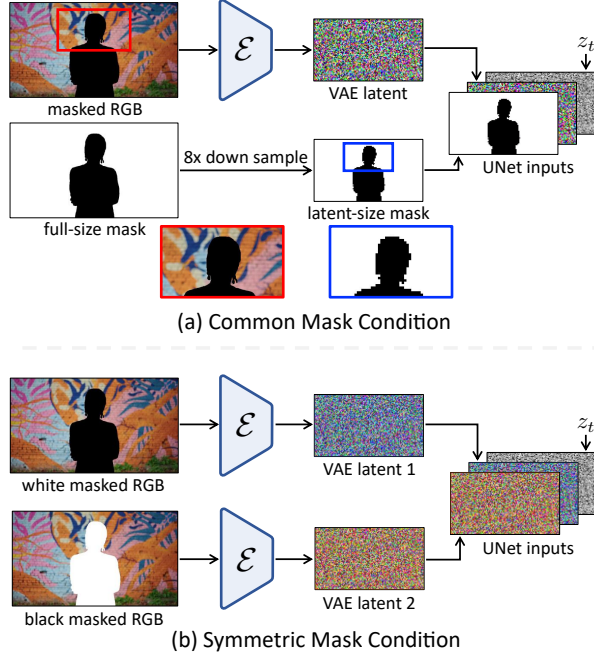 ℰ
z_t
masked RGB
VAE latent
8x down sample
UNet inputs
full-size mask
latent-size mask
(a) Common Mask Condition
ℰ
z_t
white masked RGB
VAE latent 1
ℰ
UNet inputs
black masked RGB
VAE latent 2
(b) Symmetric Mask Condition